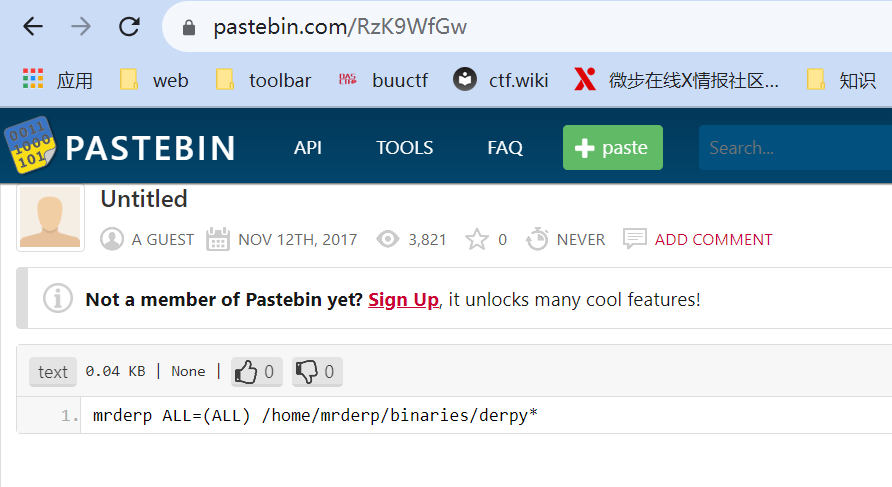 pastebin.com/RzK9WfGw
应用 web toolbar buuctf ctf.wiki 微步在线X情报社区... 知识
0011 1000 101 PASTEBIN API TOOLS FAQ paste Search...
Untitled
A GUEST NOV 12TH, 2017 3,821 0 NEVER ADD COMMENT
Not a member of Pastebin yet? Sign Up, it unlocks many cool features!
text 0.04 KB | None | 0 0
1. mrderp ALL=(ALL) /home/mrderp/binaries/derpy*